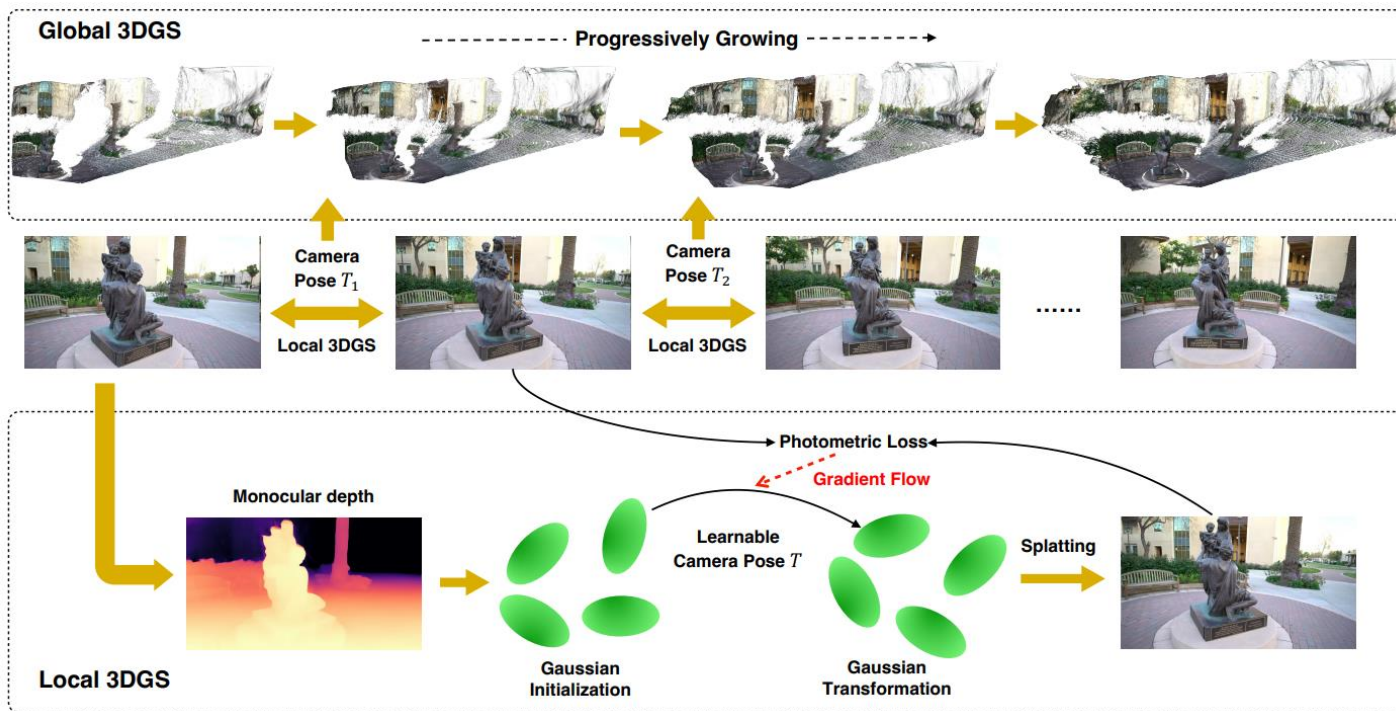 Global 3DGS
Progressively Growing
Camera
Pose T₁
Local 3DGS
Camera
Pose T₂
Local 3DGS
......
Photometric Loss
Gradient Flow
Monocular depth
Learnable
Camera Pose T
Splatting
Gaussian
Initialization
Gaussian
Transformation
Local 3DGS